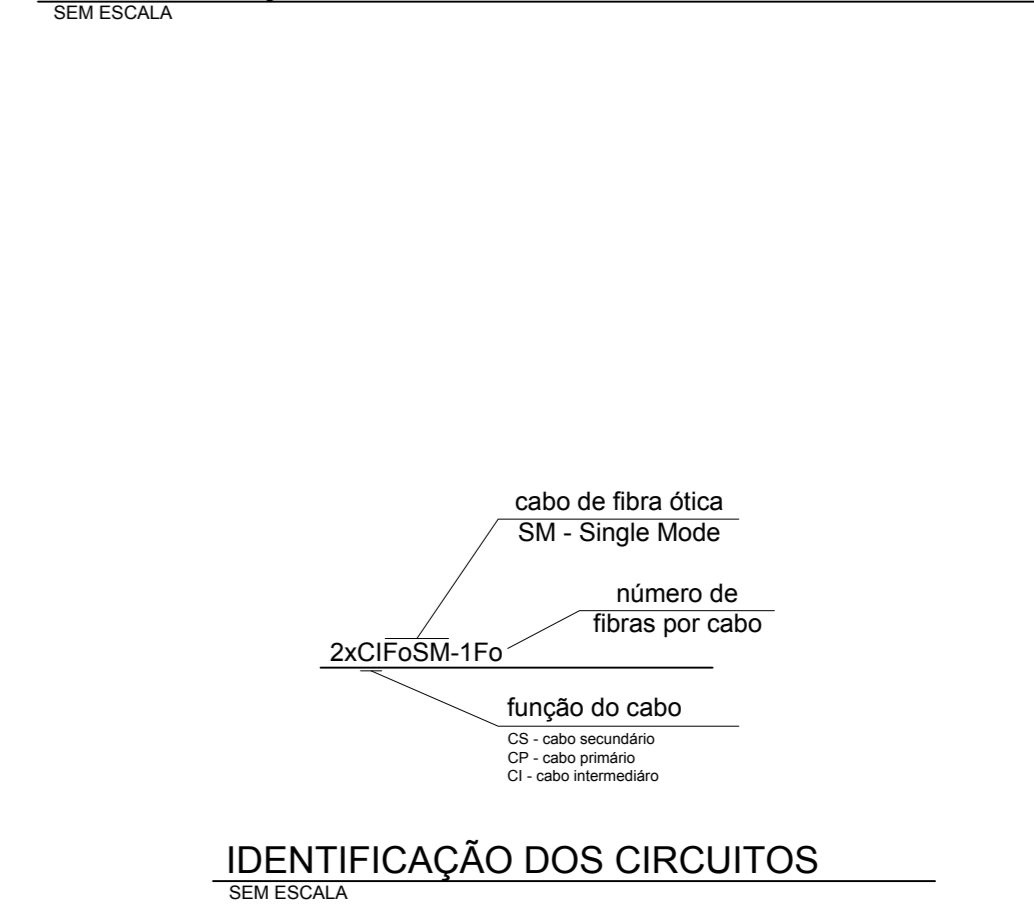 SEM ESCALA
cabo de fibra ótica
SM - Single Mode
número de
fibras por cabo
2xCIFoSM-1Fo
função do cabo
CS - cabo secundário
CP - cabo primário
CI - cabo intermediáro
IDENTIFICAÇÃO DOS CIRCUITOS
SEM ESCALA